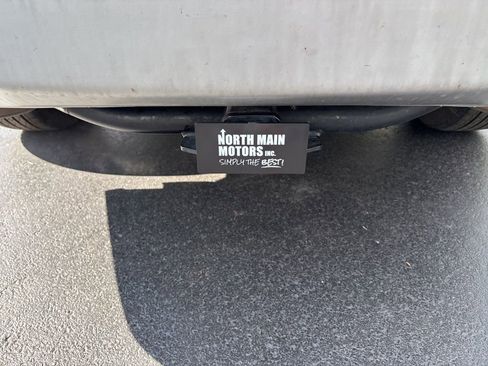 NORTH MAIN
MOTORS INC.
SIMPLY THE BEST!